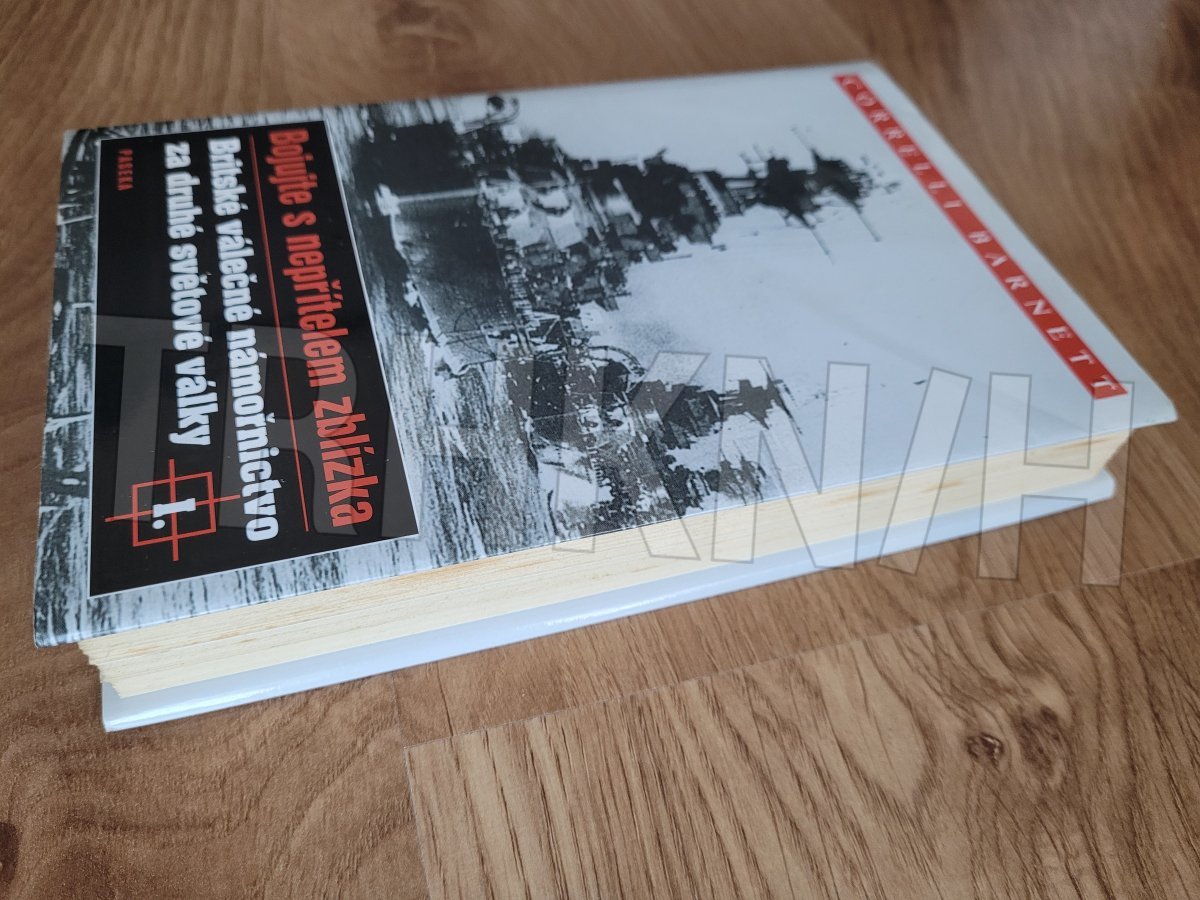 CORRELLI BARNETT
Bojujte s nepřítelem zblízka
Britské válečné námořnictvo
za druhé světové války
I.
PASEKA